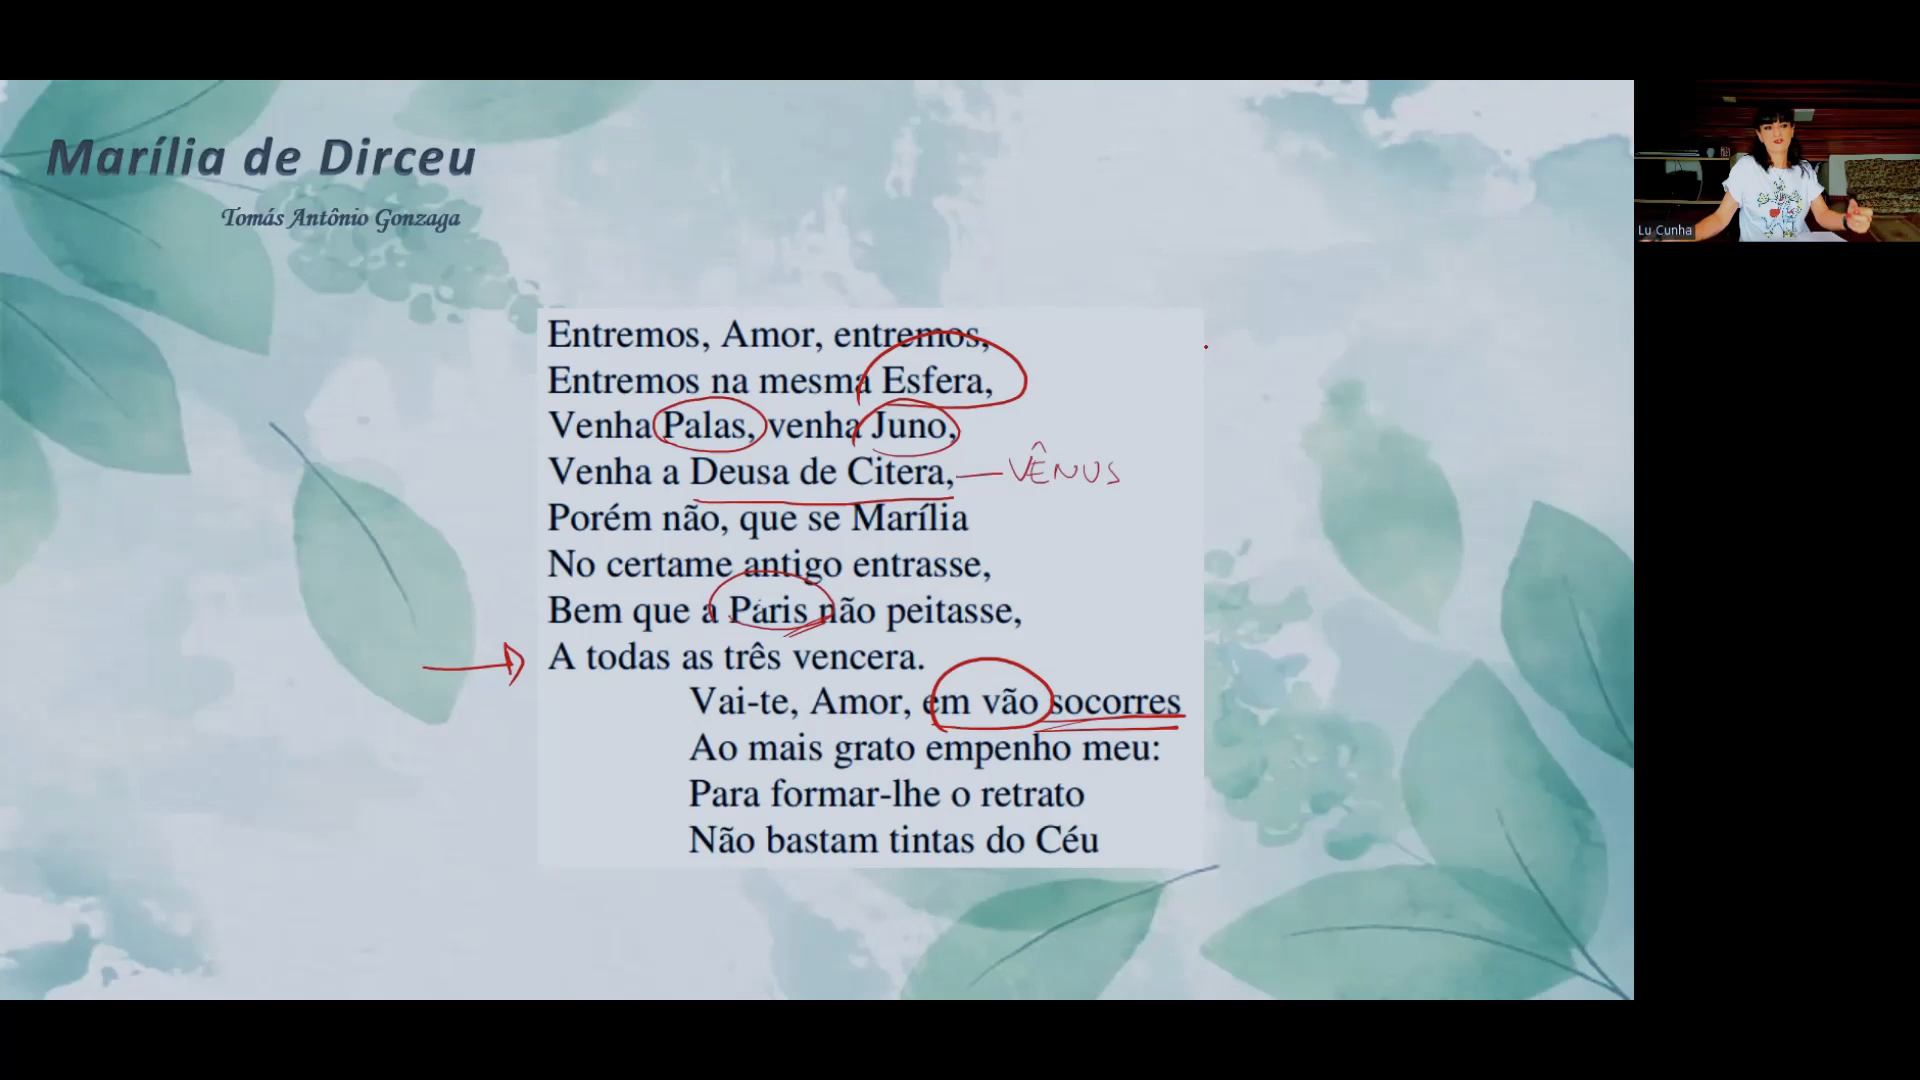 Marília de Dirceu
Tomás Antônio Gonzaga
Entremos, Amor, entremos,
Entremos na mesma Esfera,
Venha Palas, venha Juno,
Venha a Deusa de Citera, — VÊNUS
Porém não, que se Marília
No certame antigo entrasse,
Bem que a Páris não peitasse,
A todas as três vencera.
Vai-te, Amor, em vão socorres
Ao mais grato empenho meu:
Para formar-lhe o retrato
Não bastam tintas do Céu
Lu Cunha